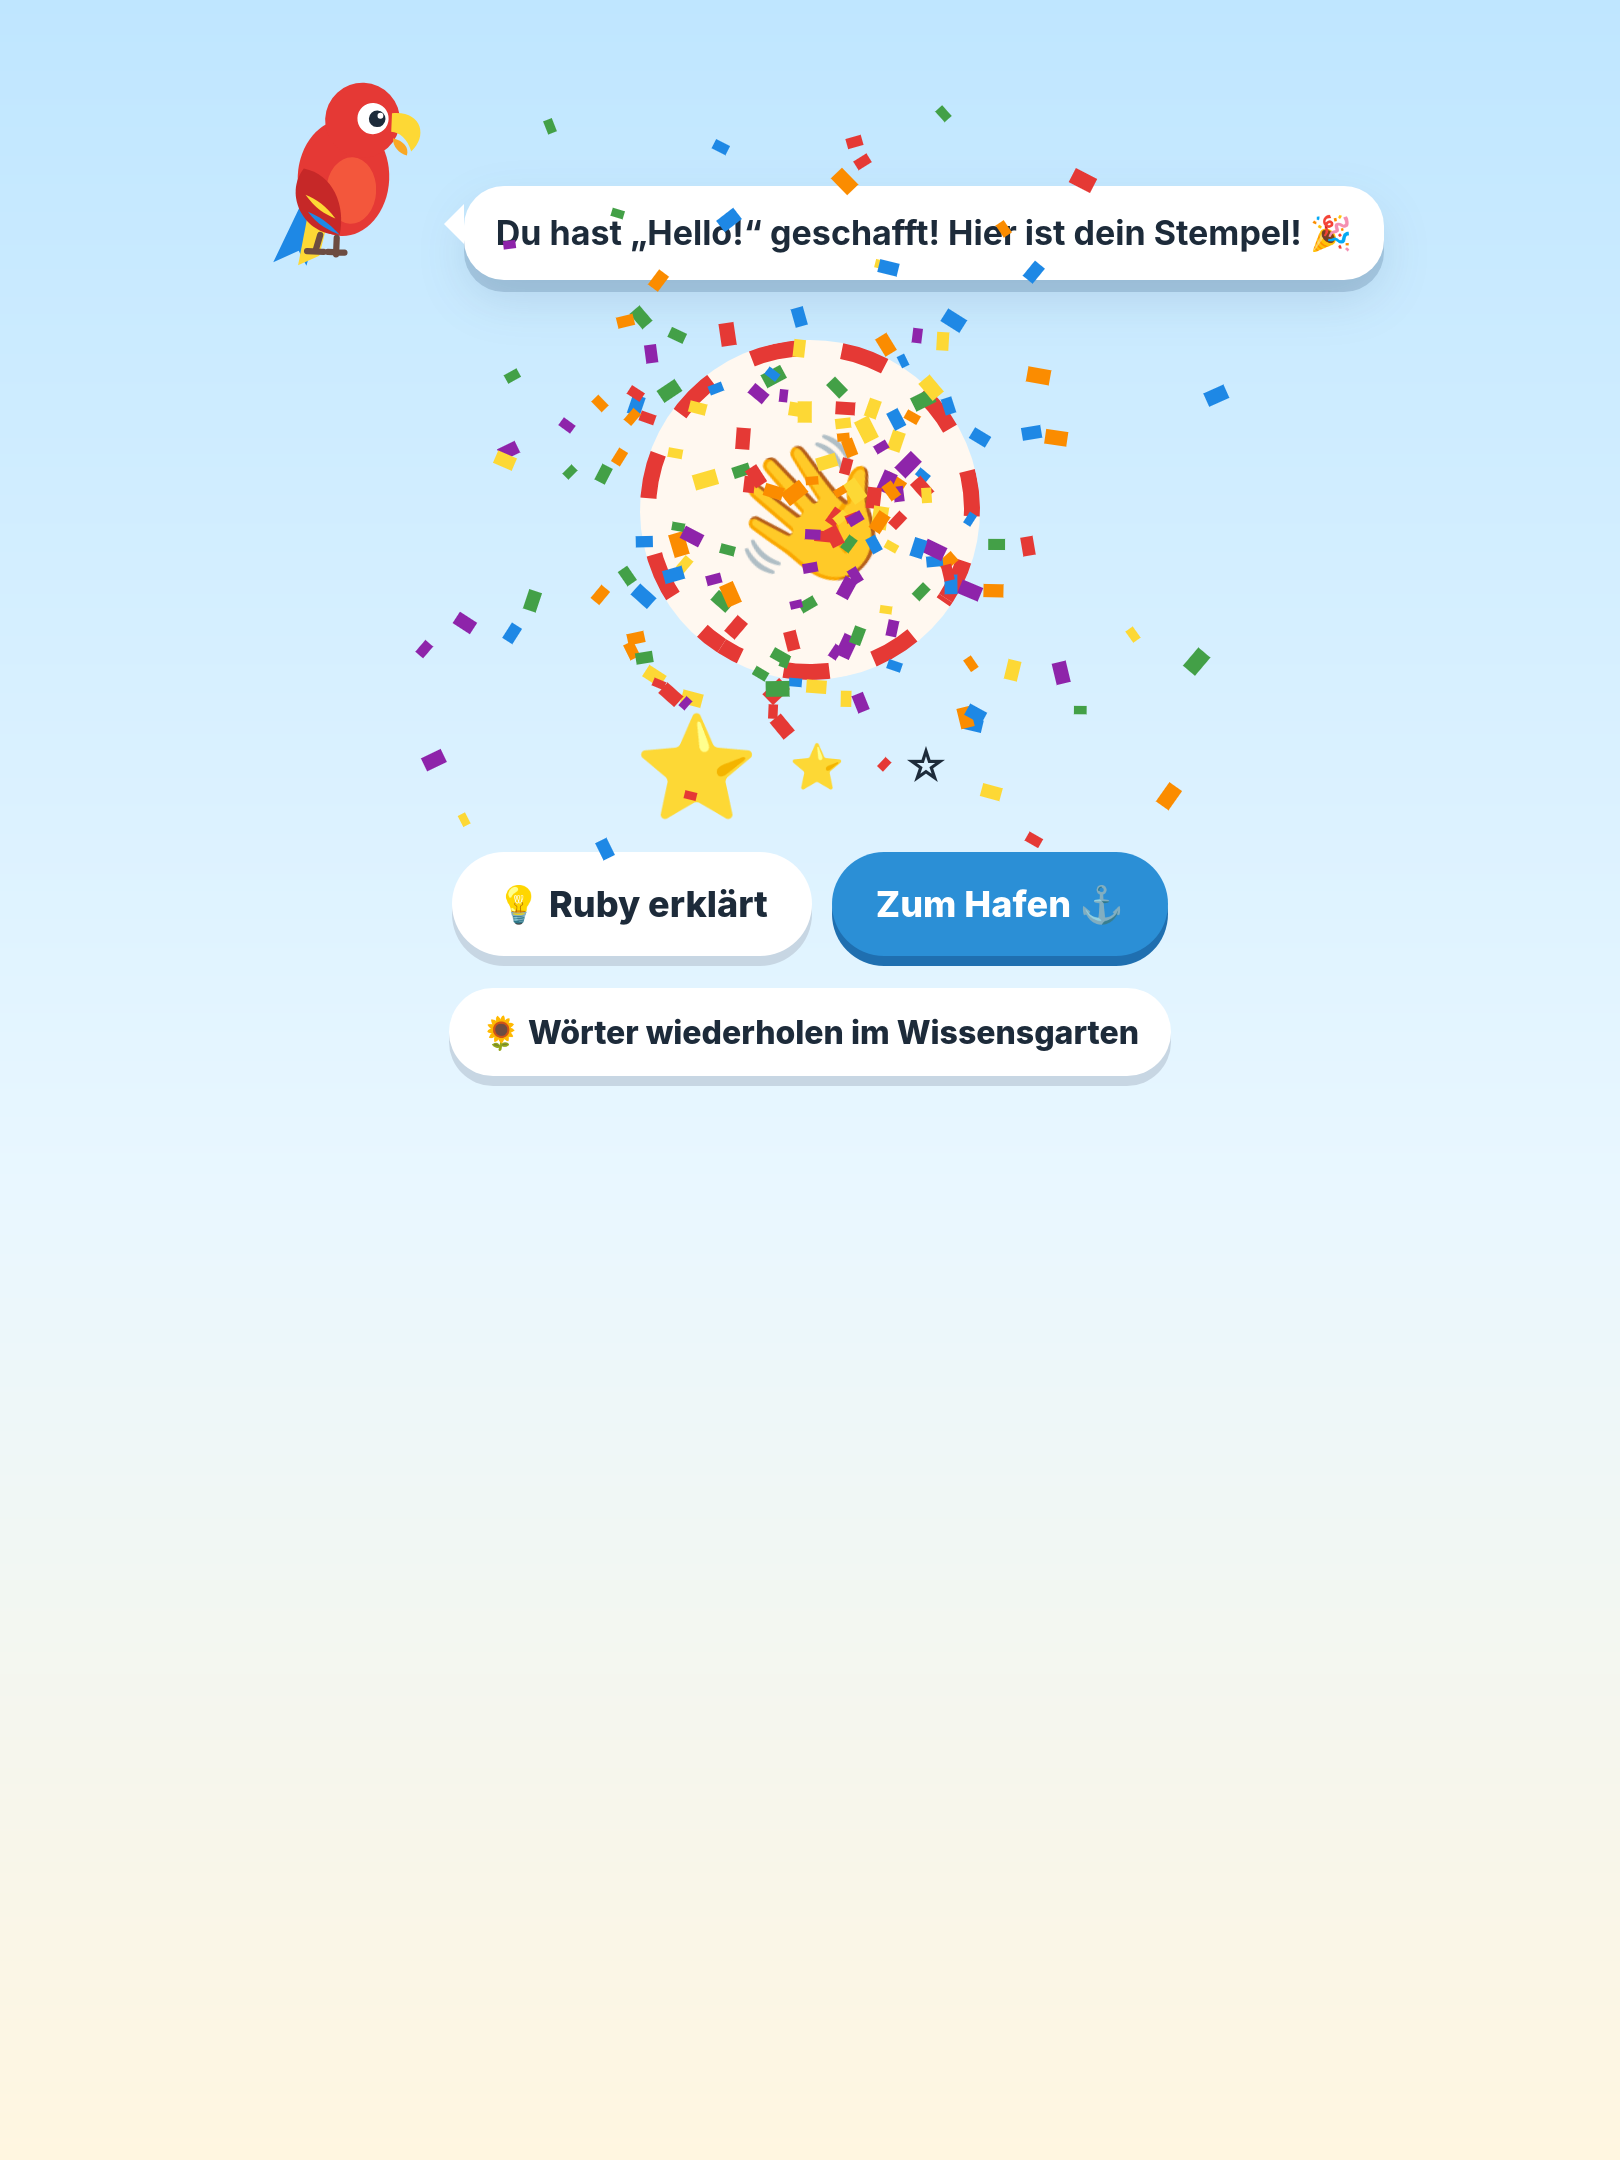 Du hast „Hello!“ geschafft! Hier ist dein Stempel! 🎉
💡 Ruby erklärt
Zum Hafen ⚓
🌻 Wörter wiederholen im Wissensgarten